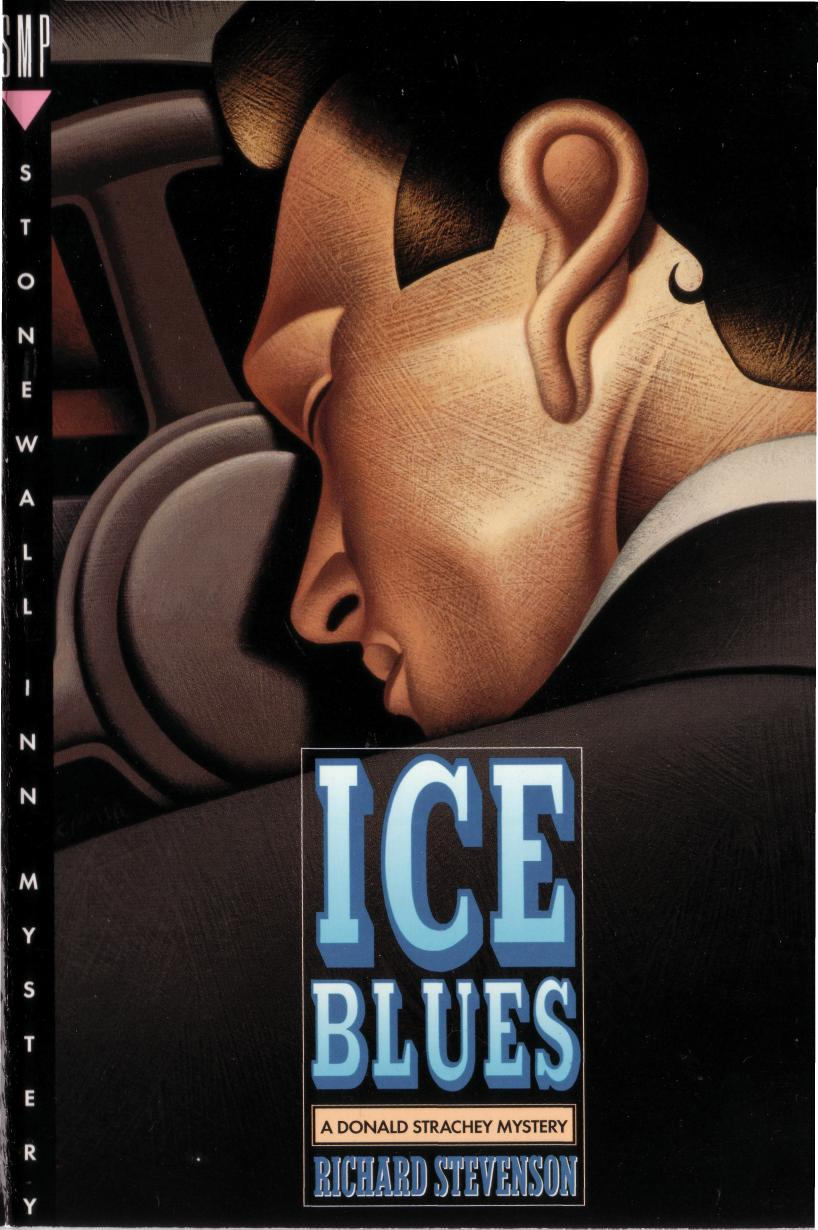 SMP
STONEWALL INN MYSTERY
ICE
BLUES
A DONALD STRACHEY MYSTERY
RICHARD STEVENSON